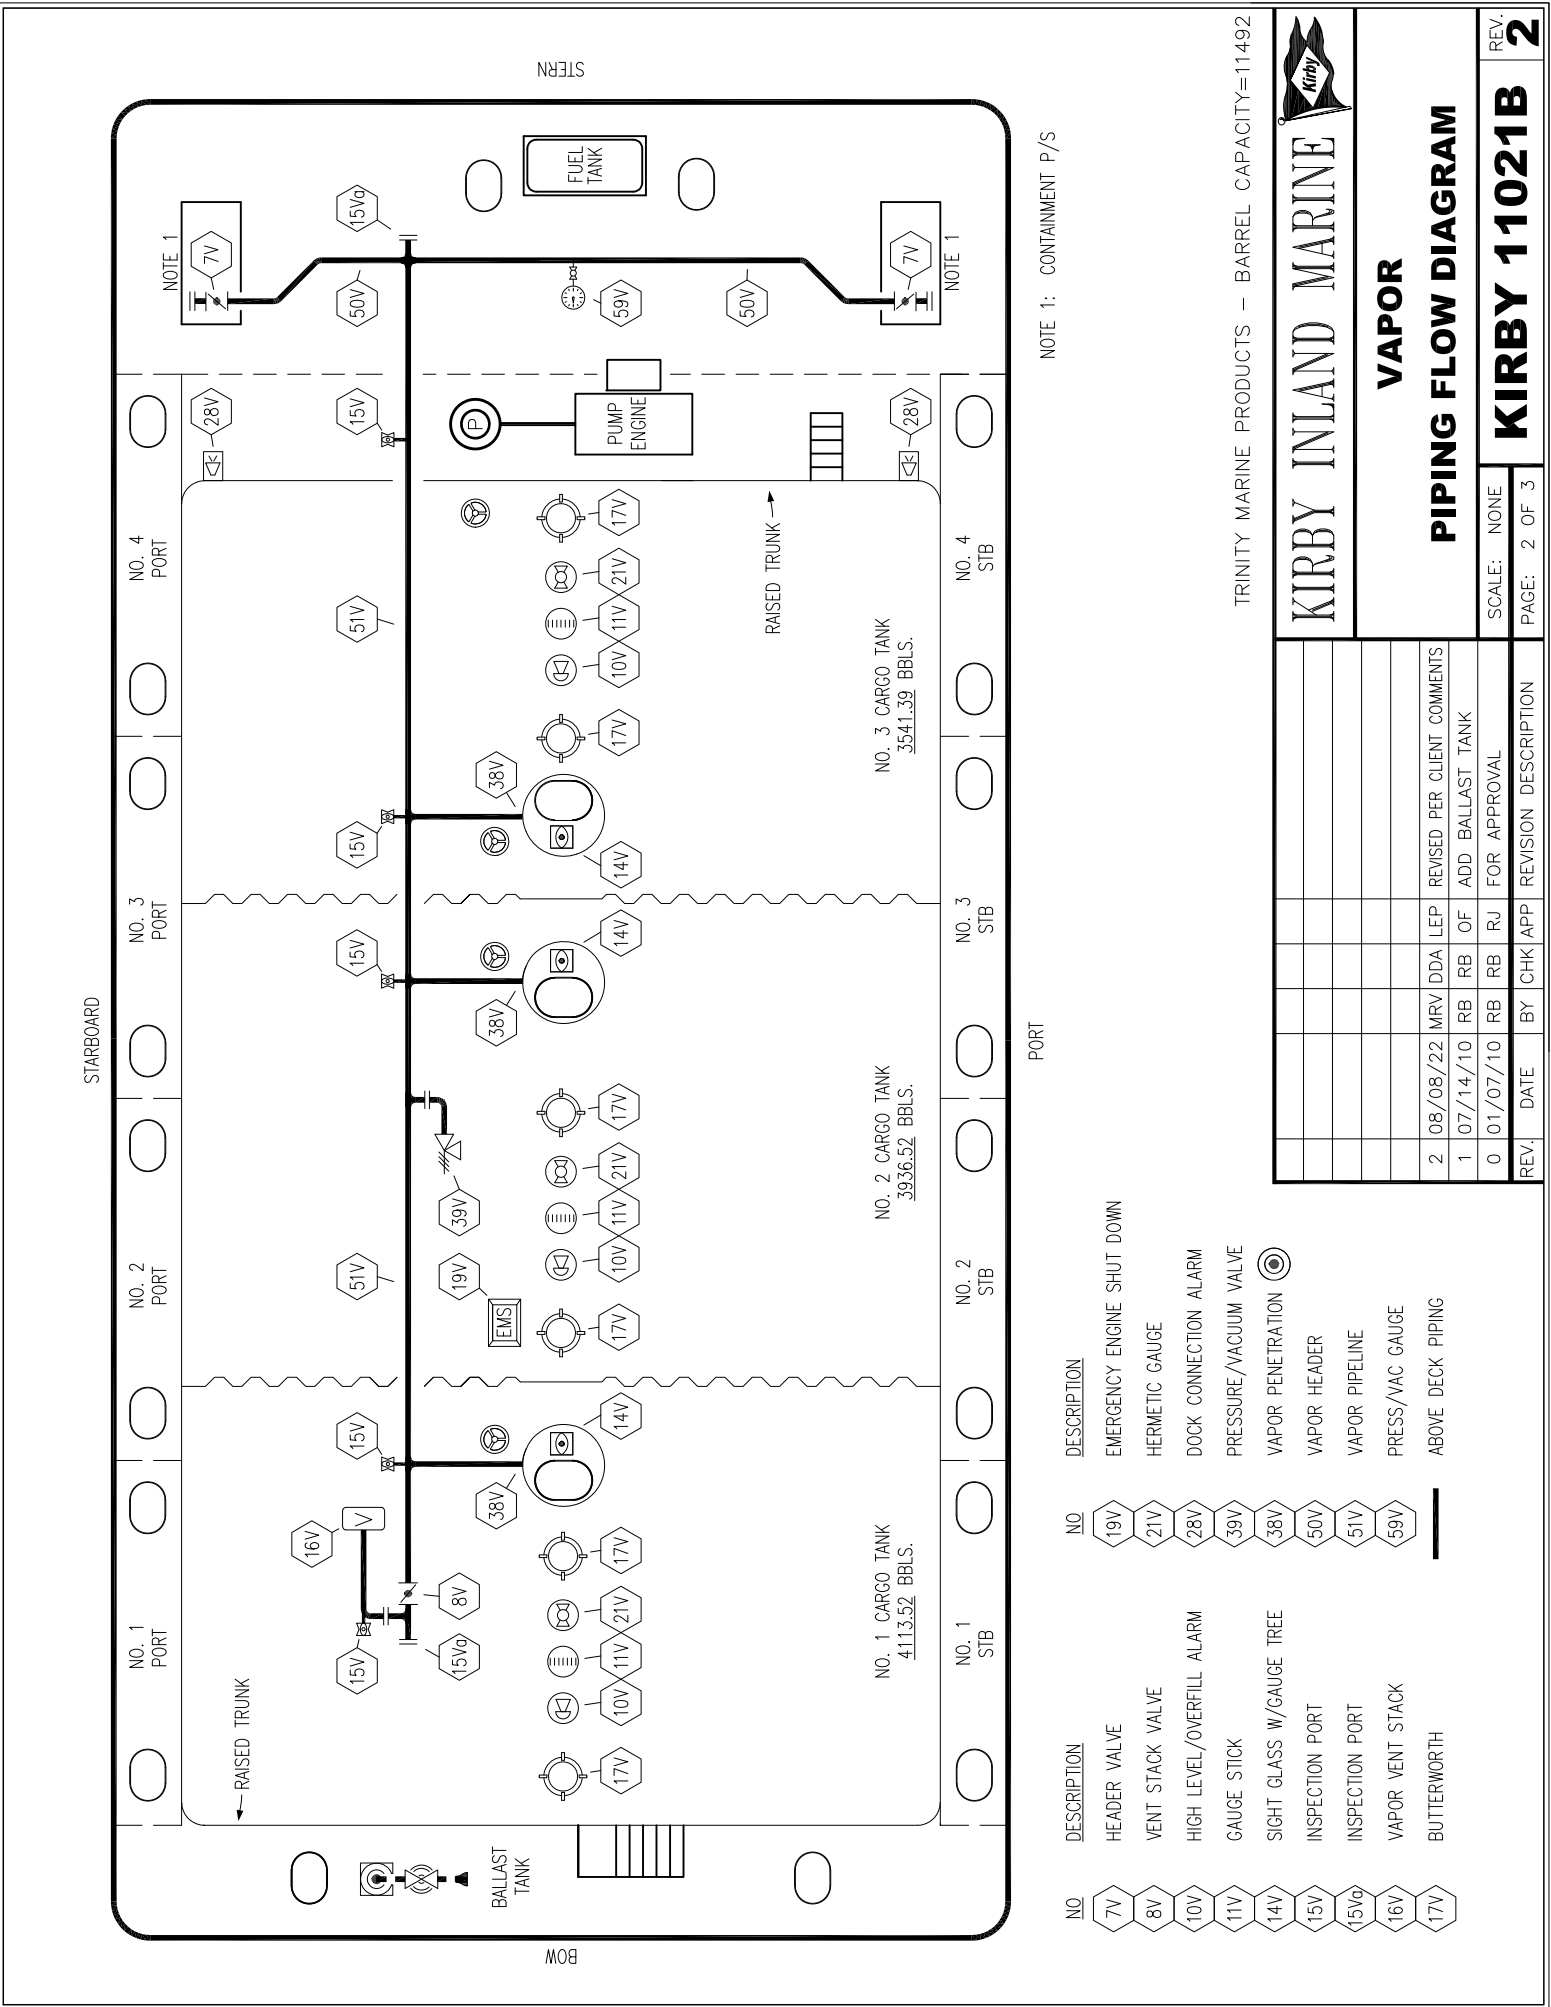 STARBOARD
NO. 1
PORT
NO. 2
PORT
NO. 3
PORT
NO. 4
PORT
RAISED TRUNK
16V
V
15V
15V
51V
15V
15V
51V
15V
15Va
NOTE 1
7V
28V
50V
15Va
8V
38V
14V
19V
EMS
39V
38V
14V
38V
14V
P
PUMP
ENGINE
59V
FUEL
TANK
BOW
STERN
BALLAST
TANK
17V
10V
11V
21V
17V
17V
10V
11V
21V
17V
17V
10V
11V
21V
17V
50V
RAISED TRUNK
NO. 1 CARGO TANK
4113.52 BBLS.
NO. 2 CARGO TANK
3936.52 BBLS.
NO. 3 CARGO TANK
3541.39 BBLS.
28V
7V
NOTE 1
NO. 1
STB
NO. 2
STB
NO. 3
STB
NO. 4
STB
PORT
NOTE 1: CONTAINMENT P/S
NO DESCRIPTION
7V HEADER VALVE
8V VENT STACK VALVE
10V HIGH LEVEL/OVERFILL ALARM
11V GAUGE STICK
14V SIGHT GLASS W/GAUGE TREE
15V INSPECTION PORT
15Va INSPECTION PORT
16V VAPOR VENT STACK
17V BUTTERWORTH
NO DESCRIPTION
19V EMERGENCY ENGINE SHUT DOWN
21V HERMETIC GAUGE
28V DOCK CONNECTION ALARM
39V PRESSURE/VACUUM VALVE
38V VAPOR PENETRATION
50V VAPOR HEADER
51V VAPOR PIPELINE
59V PRESS/VAC GAUGE
ABOVE DECK PIPING
TRINITY MARINE PRODUCTS - BARREL CAPACITY=11492
2 08/08/22 MRV DDA LEP REVISED PER CLIENT COMMENTS
1 07/14/10 RB RB OF ADD BALLAST TANK
0 01/07/10 RB RB RJ FOR APPROVAL
REV. DATE BY CHK APP REVISION DESCRIPTION
KIRBY INLAND MARINE
Kirby
VAPOR
PIPING FLOW DIAGRAM
SCALE: NONE
PAGE: 2 OF 3
KIRBY 11021B
REV.
2